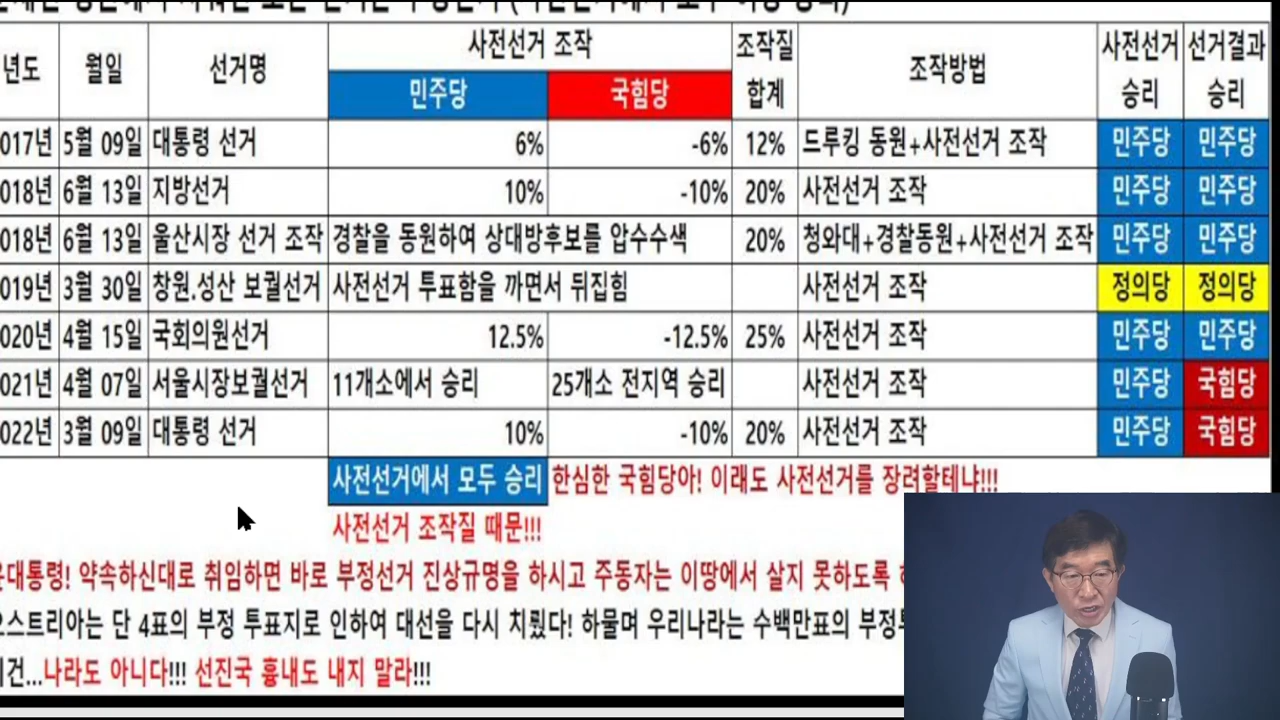 사전선거 조작 조작질 사전선거 선거결과
년도 월일 선거명 조작방법
민주당 국힘당 합계 승리 승리
017년 5월 09일 대통령 선거 6% -6% 12% 드루킹 동원+사전선거 조작 민주당 민주당
018년 6월 13일 지방선거 10% -10% 20% 사전선거 조작 민주당 민주당
018년 6월 13일 울산시장 선거 조작 경찰을 동원하여 상대방후보를 압수수색 20% 청와대+경찰동원+사전선거 조작 민주당 민주당
019년 3월 30일 창원.성산 보궐선거 사전선거 투표함을 까면서 뒤집힘 사전선거 조작 정의당 정의당
020년 4월 15일 국회의원선거 12.5% -12.5% 25% 사전선거 조작 민주당 민주당
021년 4월 07일 서울시장보궐선거 11개소에서 승리 25개소 전지역 승리 사전선거 조작 민주당 국힘당
022년 3월 09일 대통령 선거 10% -10% 20% 사전선거 조작 민주당 국힘당
사전선거에서 모두 승리 한심한 국힘당아! 이래도 사전선거를 장려할테냐!!!
사전선거 조작질 때문!!!
윤대통령! 약속하신대로 취임하면 바로 부정선거 진상규명을 하시고 주동자는 이땅에서 살지 못하도록
오스트리아는 단 4표의 부정 투표지로 인하여 대선을 다시 치뤘다! 하물며 우리나라는 수백만표의
나라도 아니다!!! 선진국 흉내도 내지 말라!!!